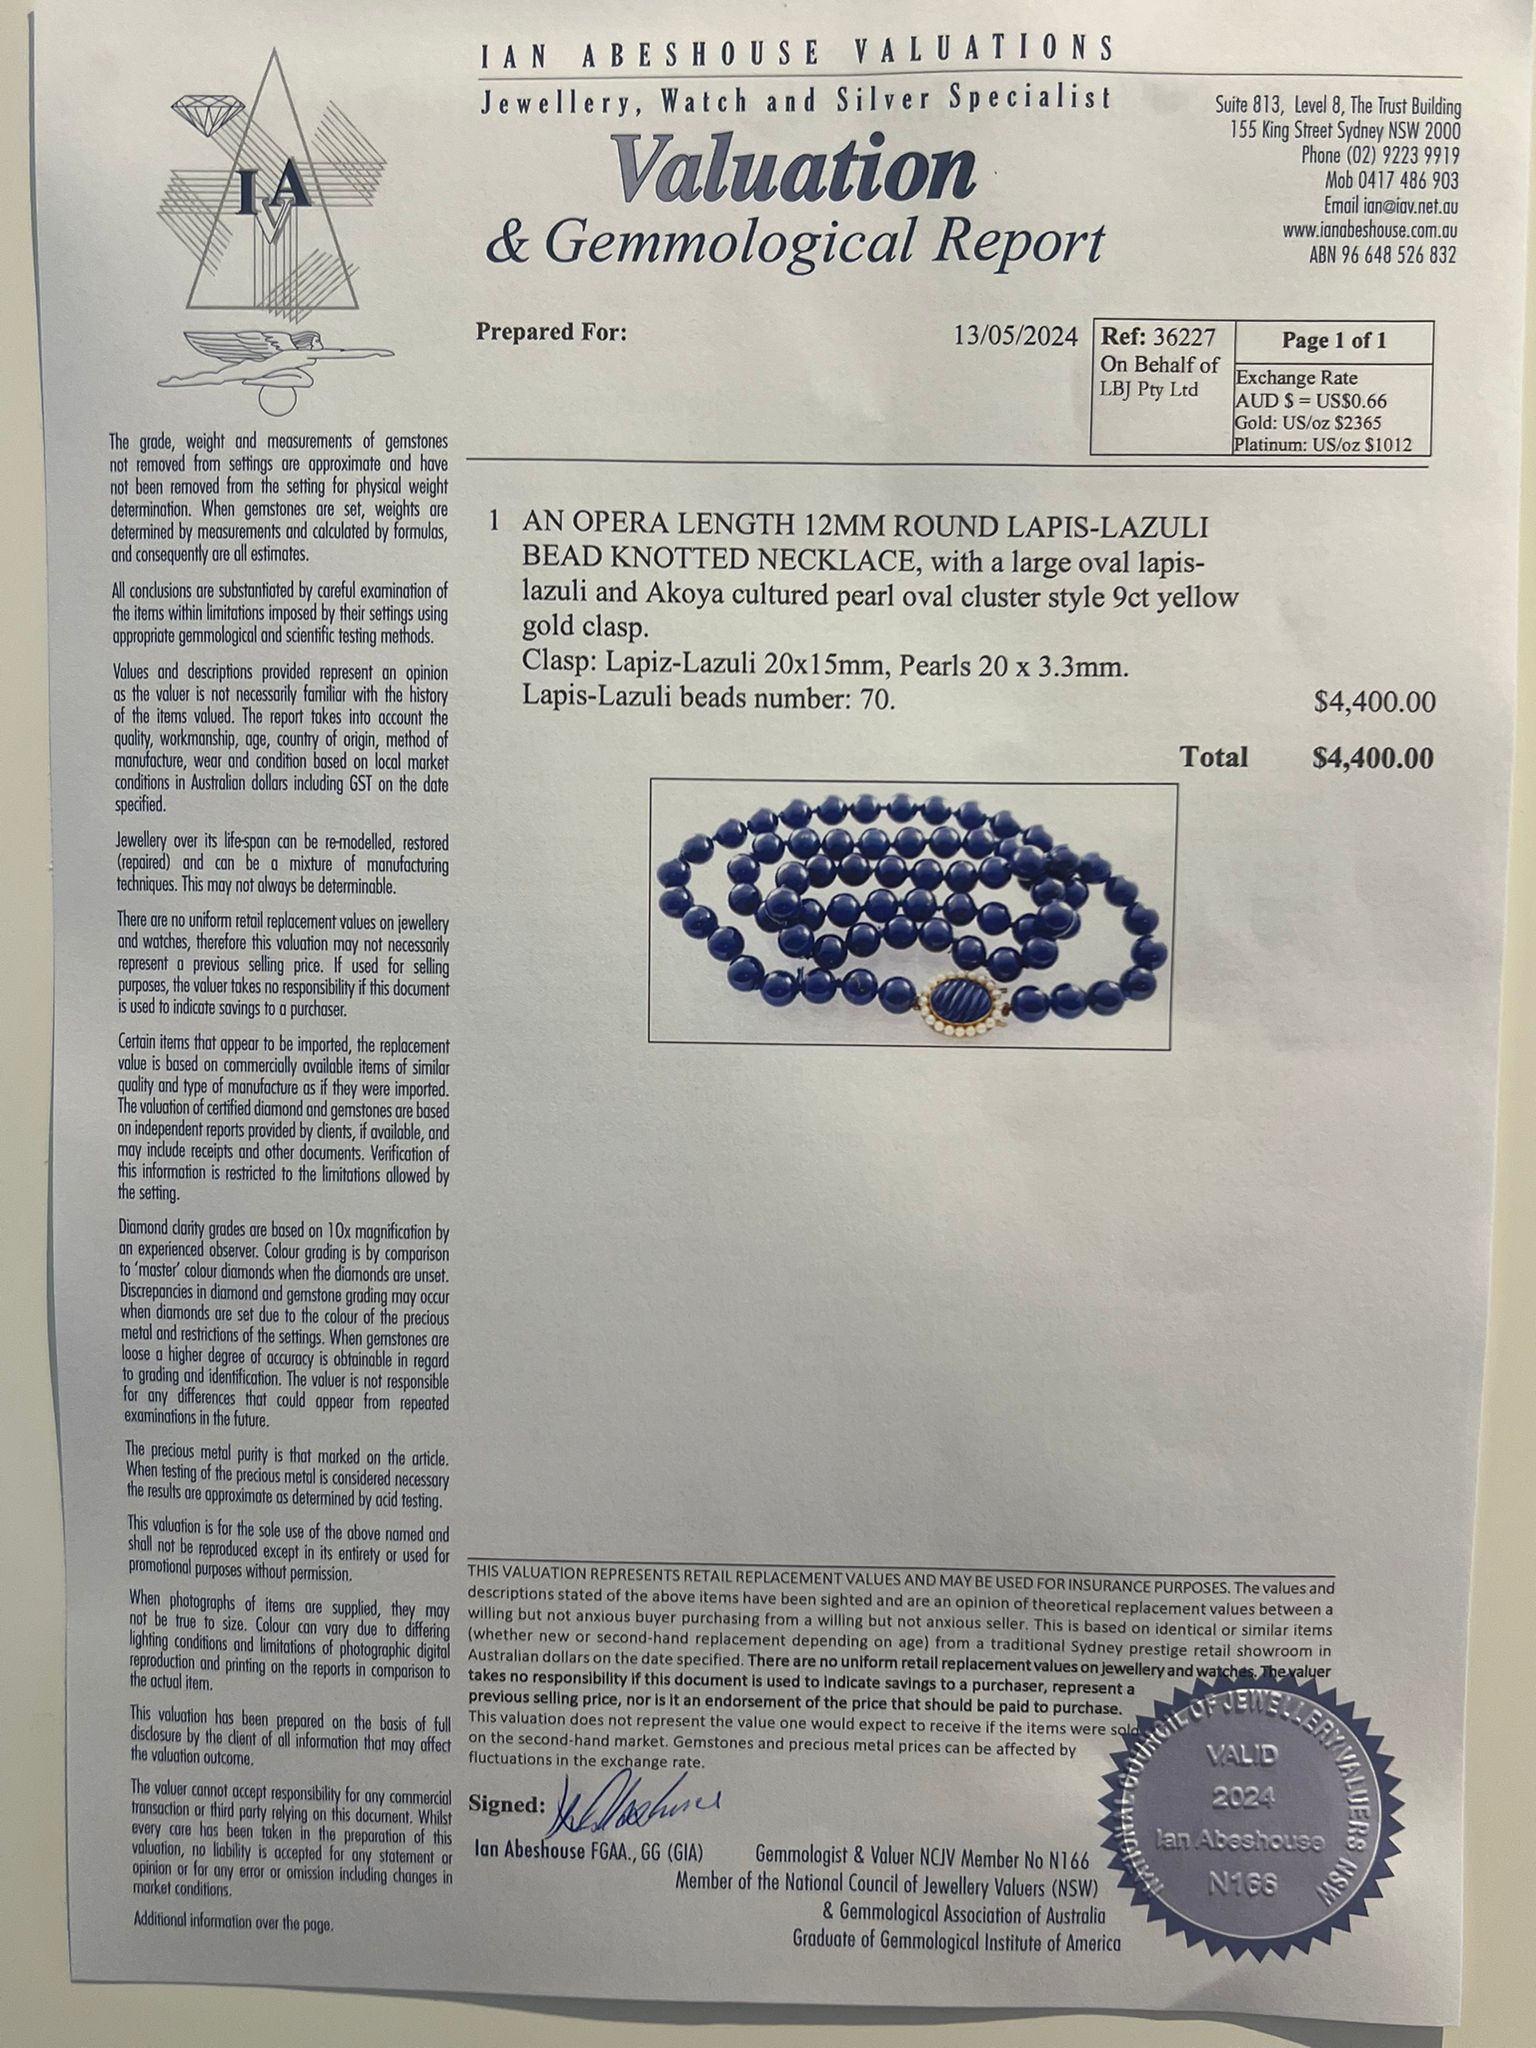 IAN ABESHOUSE VALUATIONS
Jewellery, Watch and Silver Specialist
Valuation
& Gemmological Report
Suite 813, Level 8, The Trust Building
155 King Street Sydney NSW 2000
Phone (02) 9223 9919
Mob 0417 486 903
Email ian@iav.net.au
www.ianabeshouse.com.au
ABN 96 648 526 832
IVA
Prepared For:
13/05/2024
Ref: 36227
On Behalf of
LBJ Pty Ltd
Page 1 of 1
Exchange Rate
AUD $ = US$0.66
Gold: US/oz $2365
Platinum: US/oz $1012
The grade, weight and measurements of gemstones
not removed from settings are approximate and have
not been removed from the setting for physical weight
determination. When gemstones are set, weights are
determined by measurements and calculated by formulas,
and consequently are all estimates.
All conclusions are substantiated by careful examination of
the items within limitations imposed by their settings using
appropriate gemmological and scientific testing methods.
Values and descriptions provided represent an opinion
as the valuer is not necessarily familiar with the history
of the items valued. The report takes into account the
quality, workmanship, age, country of origin, method of
manufacture, wear and condition based on local market
conditions in Australian dollars including GST on the date
specified.
Jewellery over its life-span can be re-modelled, restored
(repaired) and can be a mixture of manufacturing
techniques. This may not always be determinable.
There are no uniform retail replacement values on jewellery
and watches, therefore this valuation may not necessarily
represent a previous selling price. If used for selling
purposes, the valuer takes no responsibility if this document
is used to indicate savings to a purchaser.
Certain items that appear to be imported, the replacement
value is based on commercially available items of similar
quality and type of manufacture as if they were imported.
The valuation of certified diamond and gemstones are based
on independent reports provided by clients, if available, and
may include receipts and other documents. Verification of
this information is restricted to the limitations allowed by
the setting.
Diamond clarity grades are based on 10x magnification by
an experienced observer. Colour grading is by comparison
to 'master' colour diamonds when the diamonds are unset.
Discrepancies in diamond and gemstone grading may occur
when diamonds are set due to the colour of the precious
metal and restrictions of the settings. When gemstones are
loose a higher degree of accuracy is obtainable in regard
to grading and identification. The valuer is not responsible
for any differences that could appear from repeated
examinations in the future.
The precious metal purity is that marked on the article.
When testing of the precious metal is considered necessary
the results are approximate as determined by acid testing.
This valuation is for the sole use of the above named and
shall not be reproduced except in its entirety or used for
promotional purposes without permission.
When photographs of items are supplied, they may
not be true to size. Colour can vary due to differing
lighting conditions and limitations of photographic digital
reproduction and printing on the reports in comparison to
the actual item.
This valuation has been prepared on the basis of full
disclosure by the client of all information that may affect
the valuation outcome.
The valuer cannot accept responsibility for any commercial
transaction or third party relying on this document. Whilst
every care has been taken in the preparation of this
valuation, no liability is accepted for any statement or
opinion or for any error or omission including changes in
market conditions.
Additional information over the page.
1 AN OPERA LENGTH 12MM ROUND LAPIS-LAZULI
BEAD KNOTTED NECKLACE, with a large oval lapis-
lazuli and Akoya cultured pearl oval cluster style 9ct yellow
gold clasp.
Clasp: Lapiz-Lazuli 20x15mm, Pearls 20 x 3.3mm.
Lapis-Lazuli beads number: 70. $4,400.00
Total $4,400.00
THIS VALUATION REPRESENTS RETAIL REPLACEMENT VALUES AND MAY BE USED FOR INSURANCE PURPOSES. The values and
descriptions stated of the above items have been sighted and are an opinion of theoretical replacement values between a
willing but not anxious buyer purchasing from a willing but not anxious seller. This is based on identical or similar items
(whether new or second-hand replacement depending on age) from a traditional Sydney prestige retail showroom in
Australian dollars on the date specified. There are no uniform retail replacement values on jewellery and watches. The valuer
takes no responsibility if this document is used to indicate savings to a purchaser, represent a
previous selling price, nor is it an endorsement of the price that should be paid to purchase.
This valuation does not represent the value one would expect to receive if the items were sold
on the second-hand market. Gemstones and precious metal prices can be affected by
fluctuations in the exchange rate.
Signed: Abeshouse
Ian Abeshouse FGAA., GG (GIA)
Gemmologist & Valuer NCJV Member No N166
Member of the National Council of Jewellery Valuers (NSW)
& Gemmological Association of Australia
Graduate of Gemmological Institute of America
NATIONAL COUNCIL OF JEWELLERY VALUERS NSW
VALID
2024
Ian Abeshouse
N166